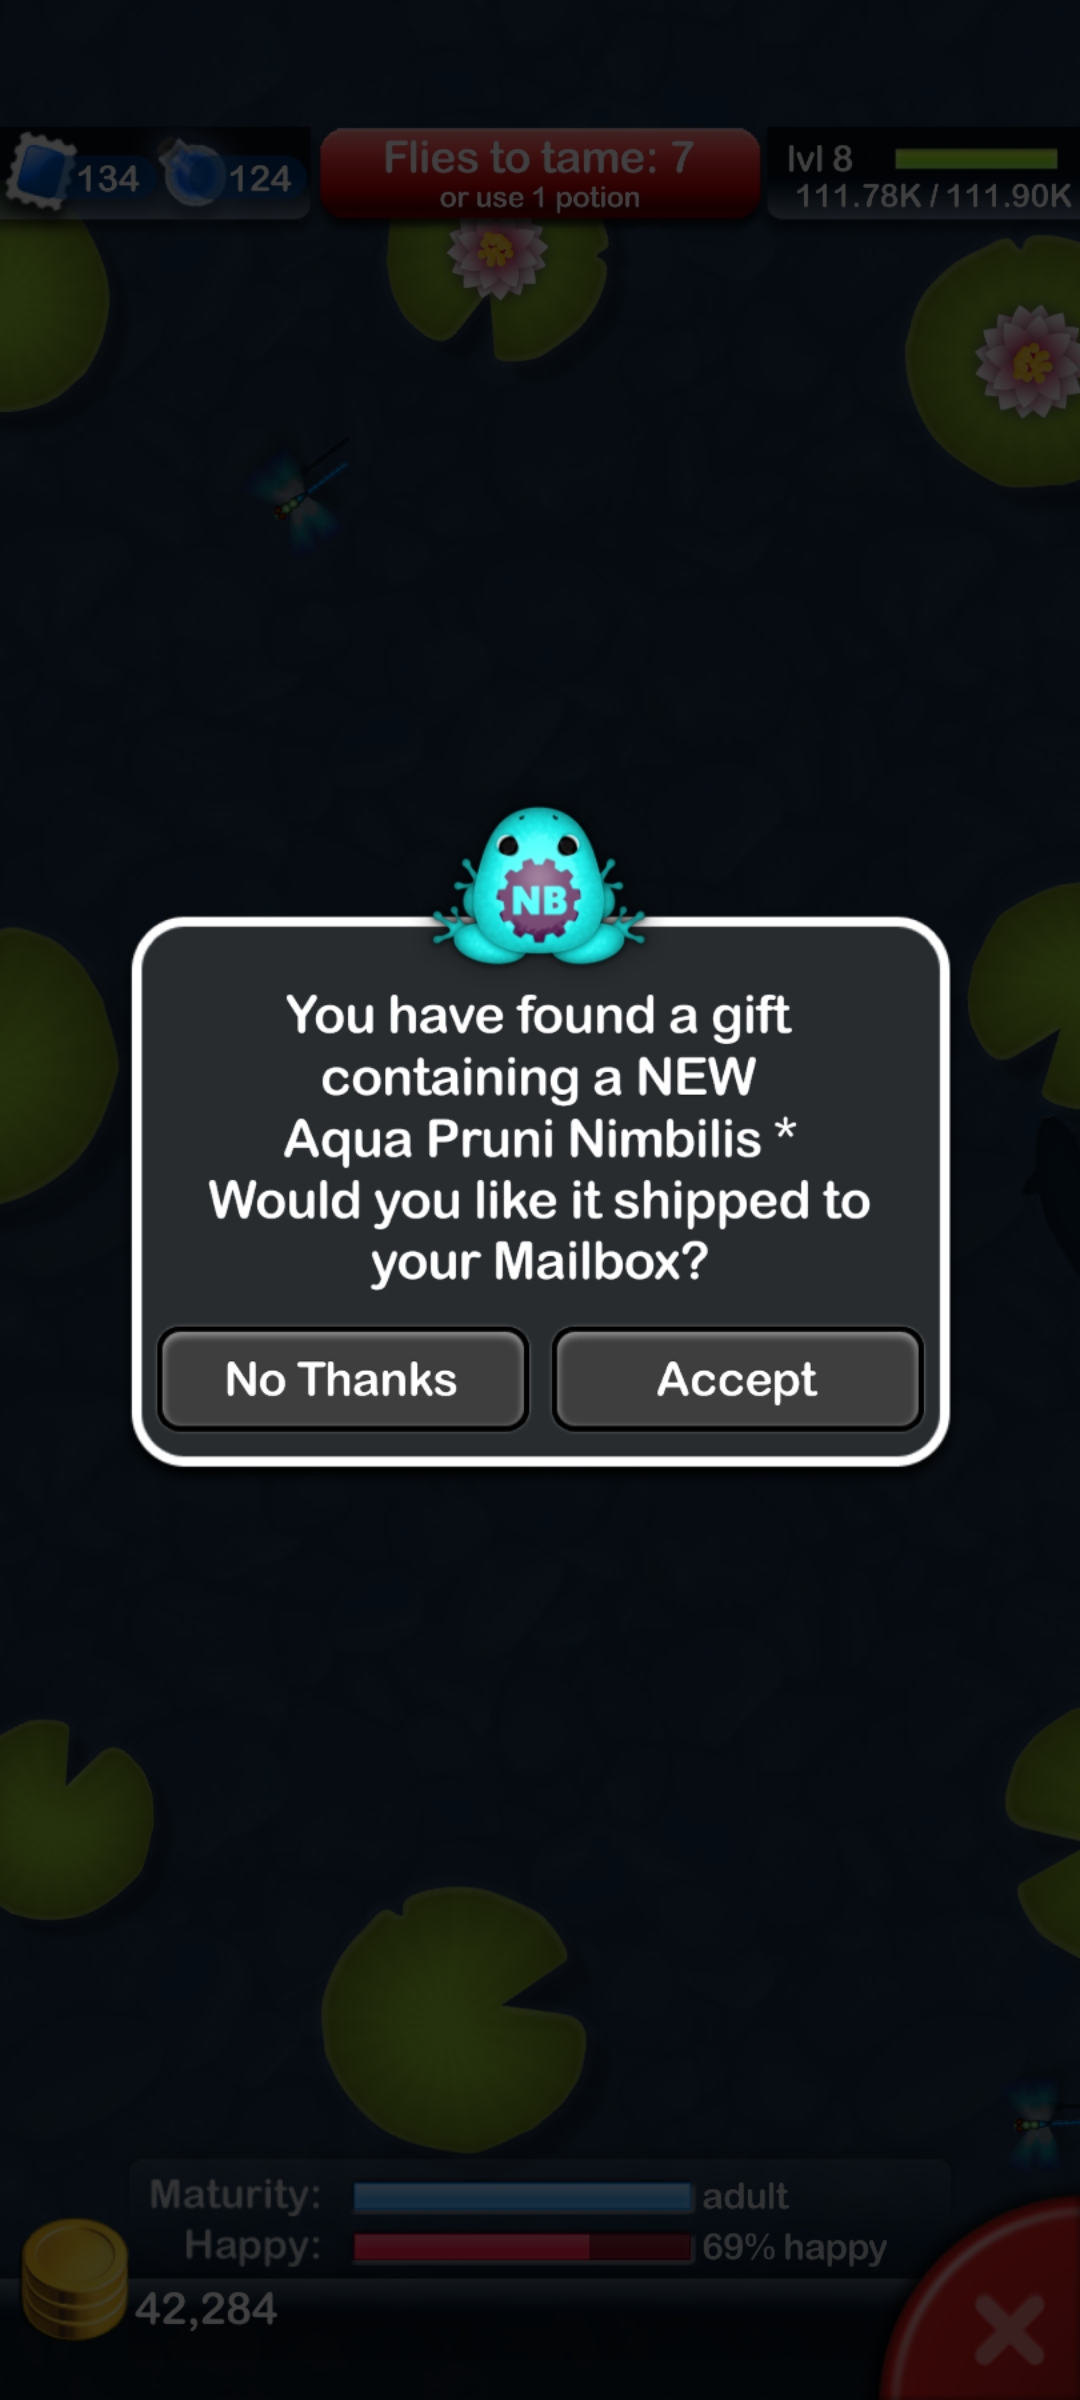 134
124
Flies to tame: 7
or use 1 potion
lvl 8
111.78K / 111.90K
NB
You have found a gift
containing a NEW
Aqua Pruni Nimbilis *
Would you like it shipped to
your Mailbox?
No Thanks
Accept
Maturity:
adult
Happy:
69% happy
42,284